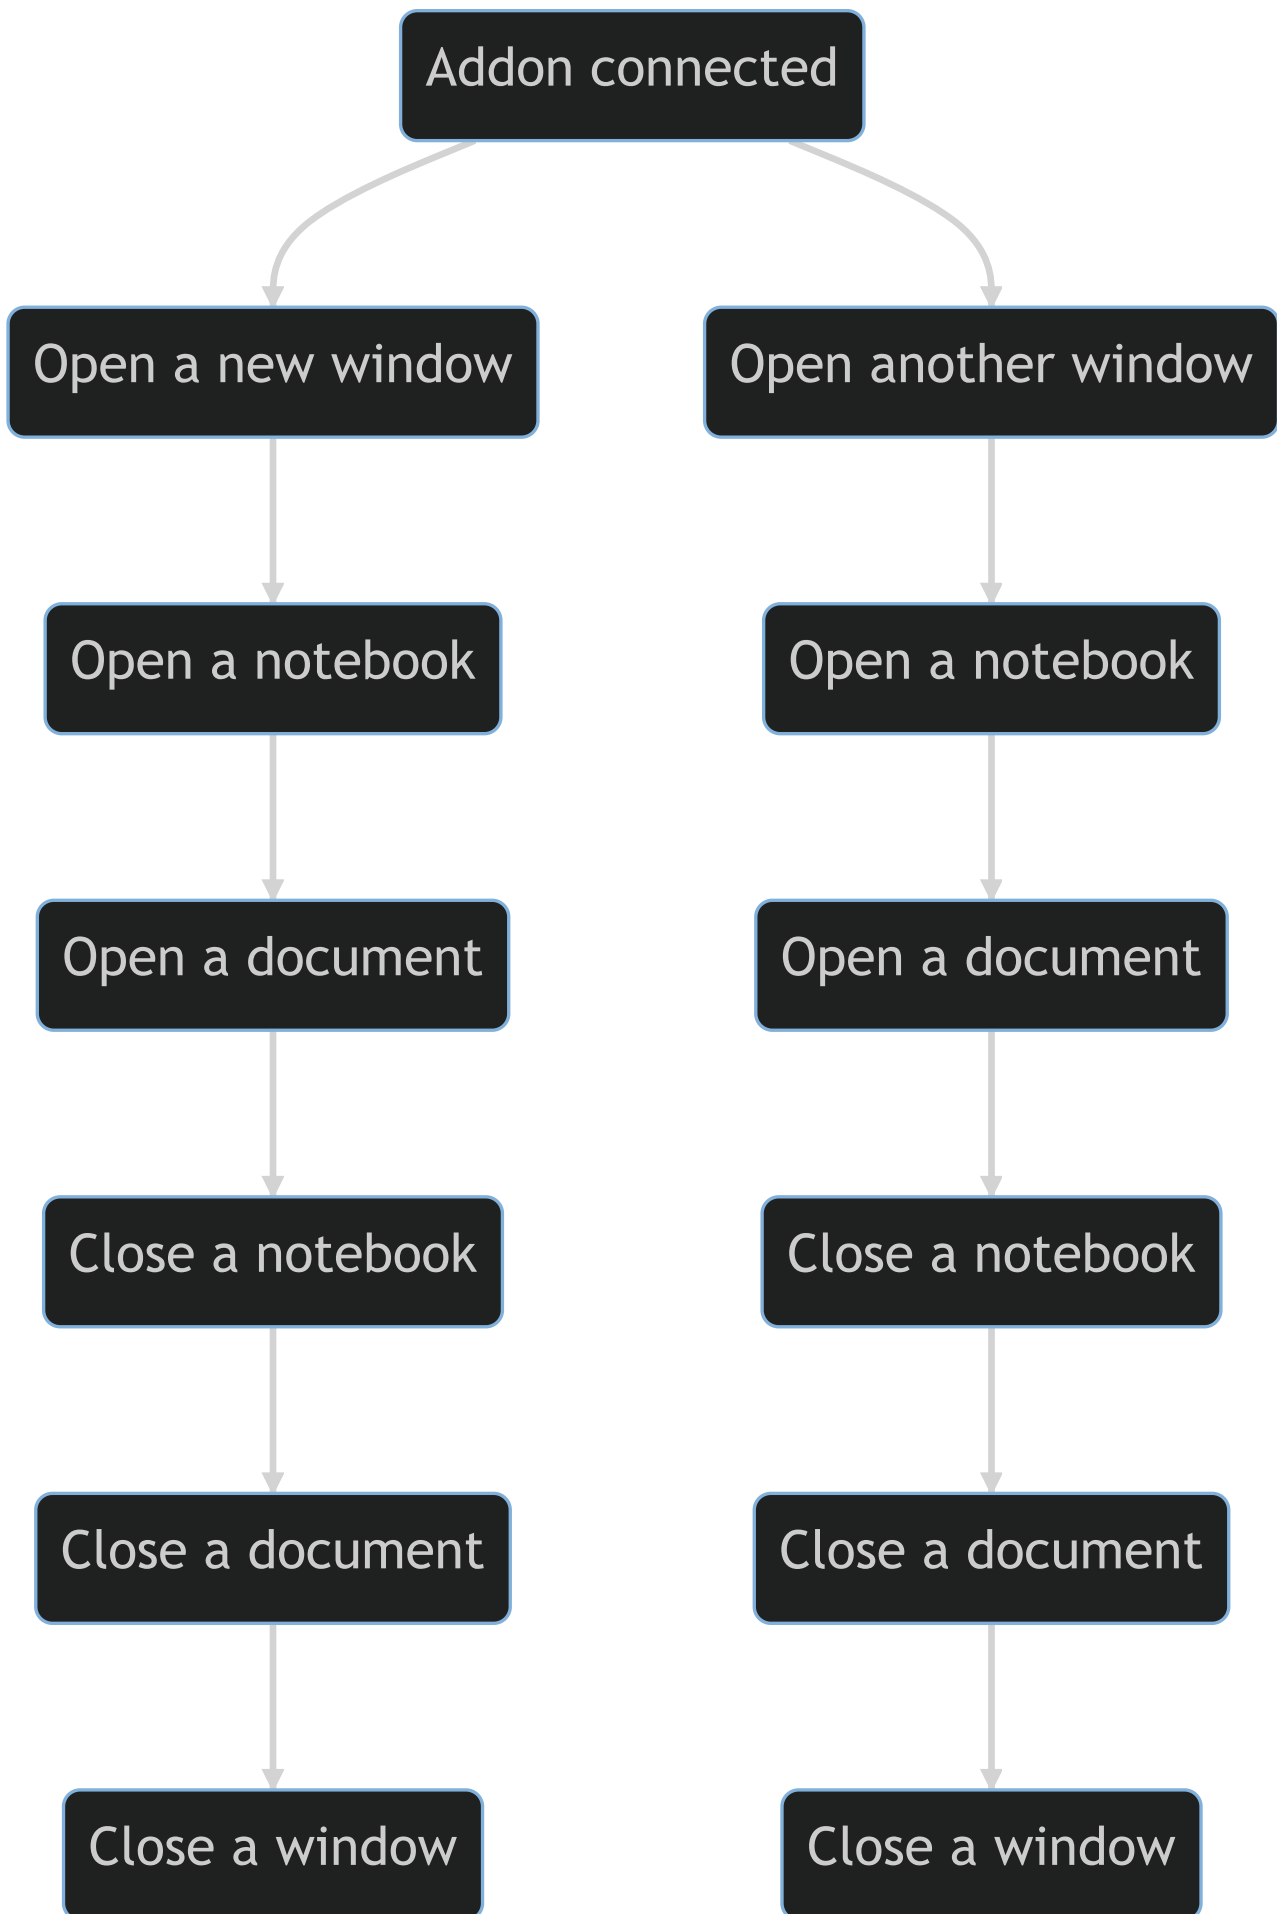 Addon connected
Open a new window
Open another window
Open a notebook
Open a notebook
Open a document
Open a document
Close a notebook
Close a notebook
Close a document
Close a document
Close a window
Close a window